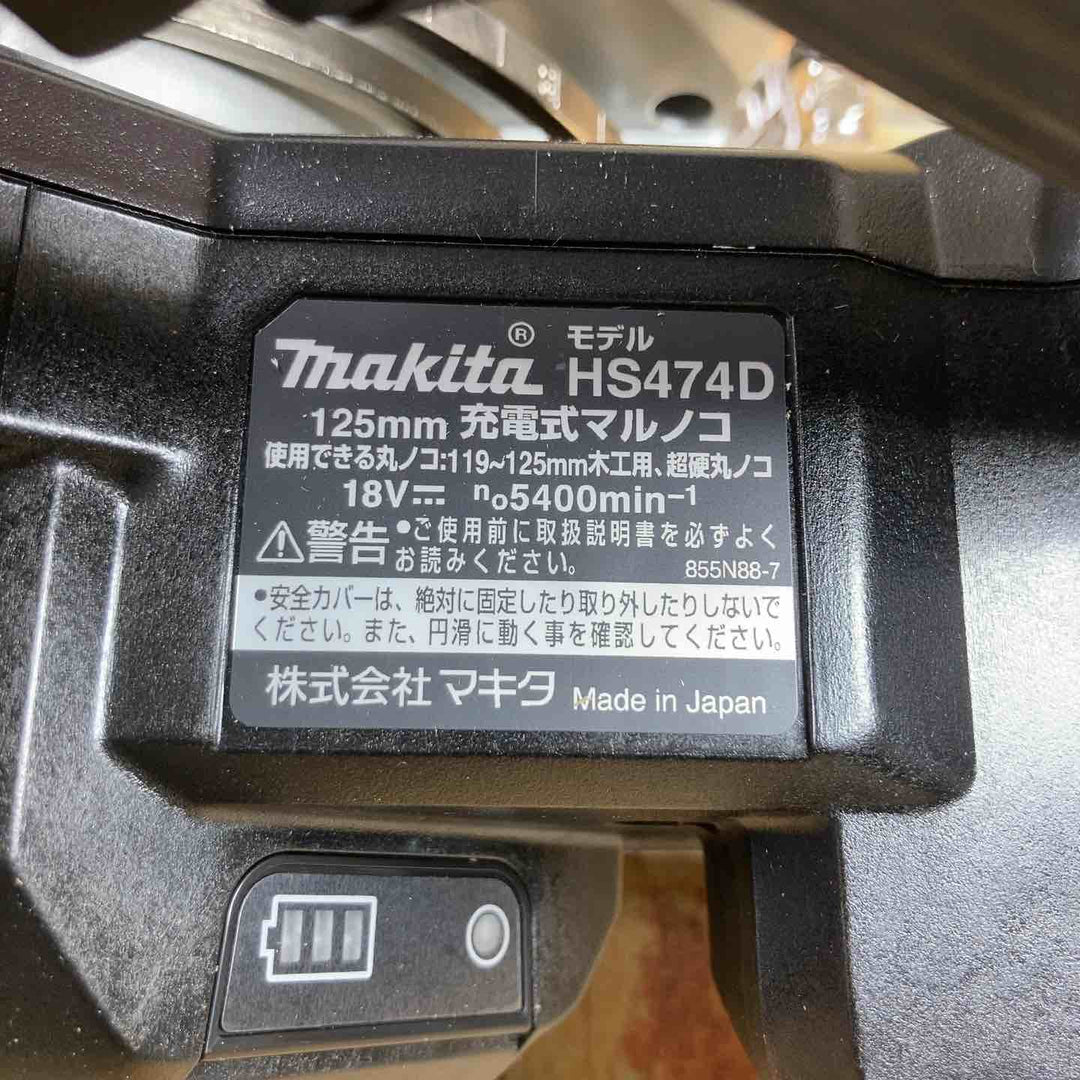 makita® モデル HS474D
125mm 充電式マルノコ
使用できる丸ノコ:119~125mm木工用、超硬丸ノコ
18V⎓ no5400min⁻¹
⚠警告 •ご使用前に取扱説明書を必ずよく
お読みください。
855N88-7
•安全カバーは、絶対に固定したり取り外したりしないで
ください。また、円滑に動く事を確認してください。
株式会社マキタ Made in Japan